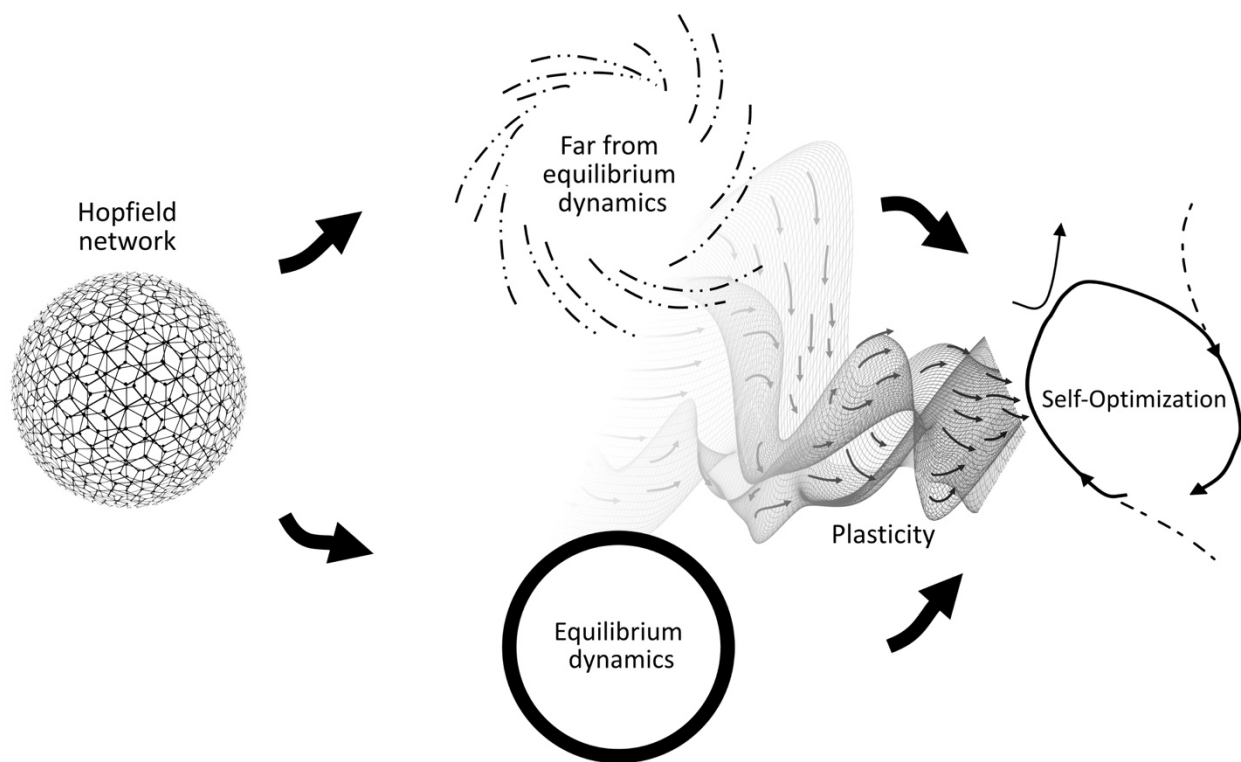 Hopfield
network
Far from
equilibrium
dynamics
Equilibrium
dynamics
Plasticity
Self-Optimization